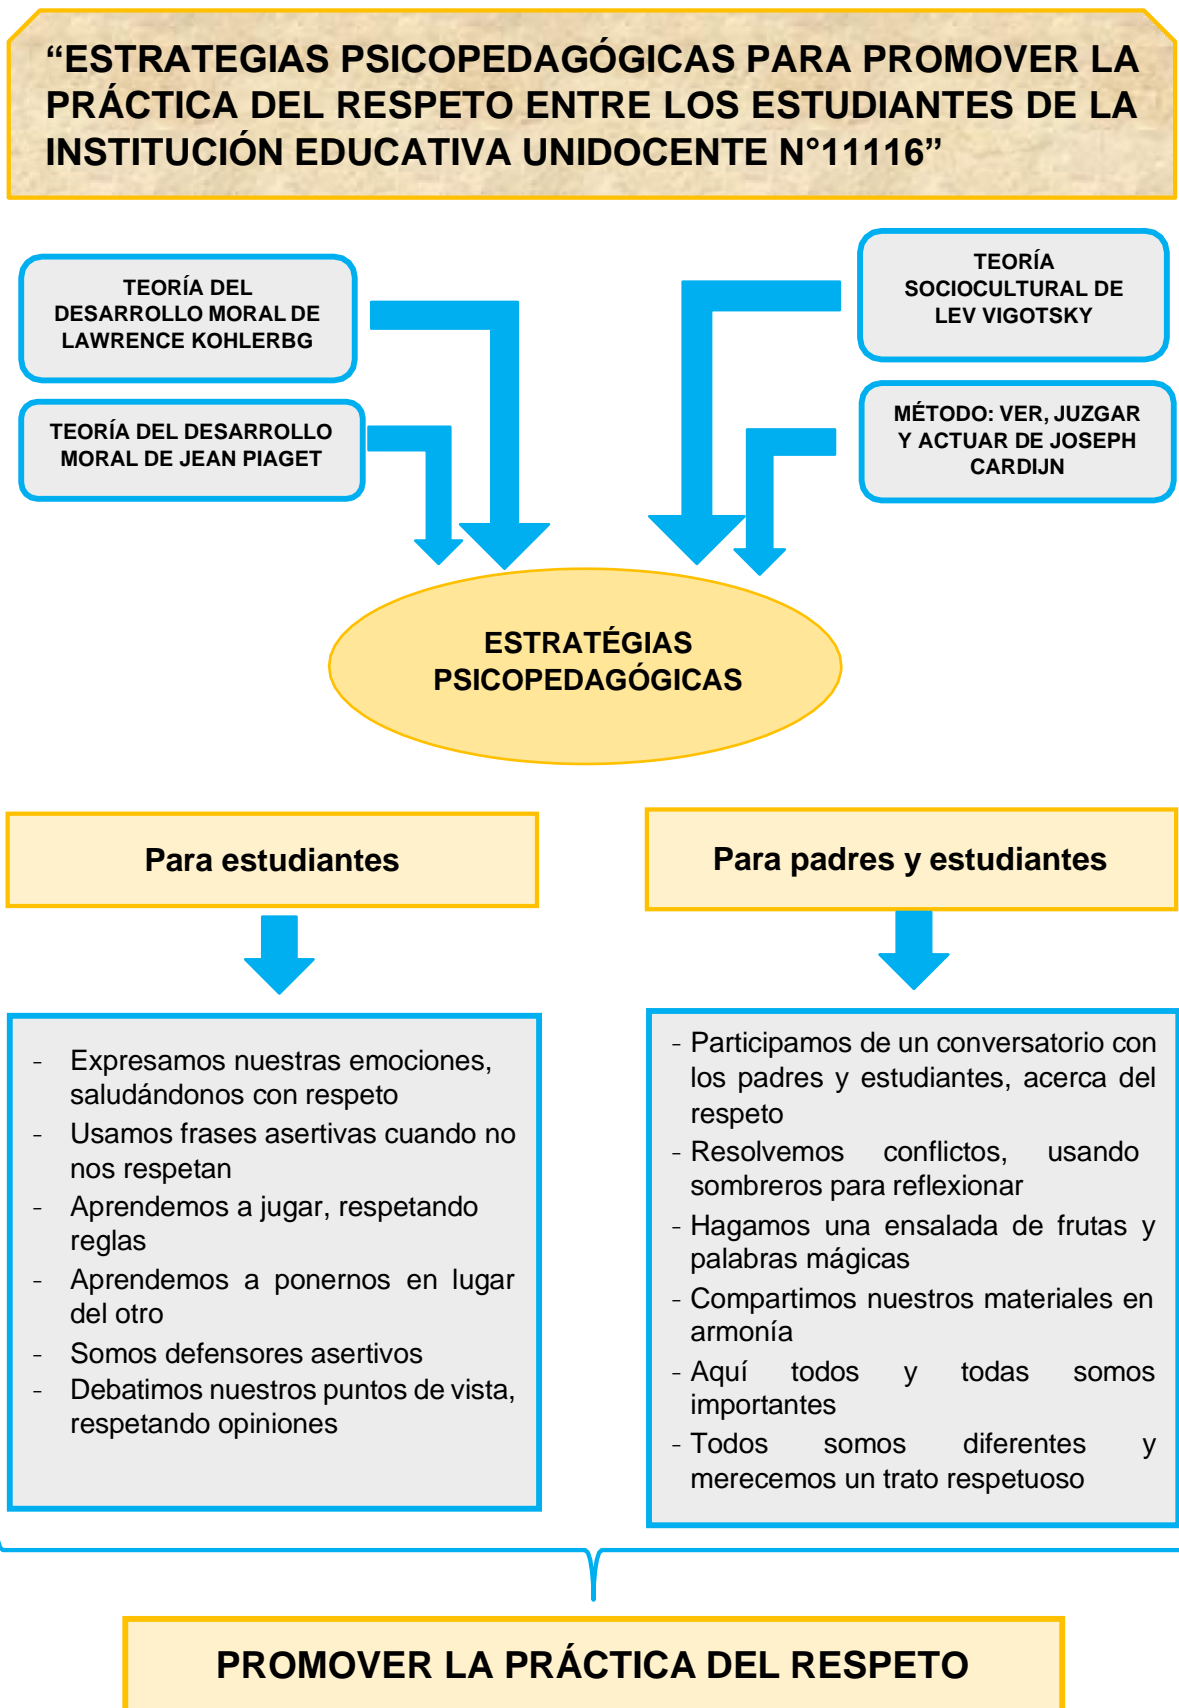 “ESTRATEGIAS PSICOPEDAGÓGICAS PARA PROMOVER LA
PRÁCTICA DEL RESPETO ENTRE LOS ESTUDIANTES DE LA
INSTITUCIÓN EDUCATIVA UNIDOCENTE N°11116”
TEORÍA DEL
DESARROLLO MORAL DE
LAWRENCE KOHLERBG
TEORÍA DEL DESARROLLO
MORAL DE JEAN PIAGET
TEORÍA
SOCIOCULTURAL DE
LEV VIGOTSKY
MÉTODO: VER, JUZGAR
Y ACTUAR DE JOSEPH
CARDIJN
ESTRATÉGIAS
PSICOPEDAGÓGICAS
Para estudiantes
- Expresamos nuestras emociones,
saludándonos con respeto
- Usamos frases asertivas cuando no
nos respetan
- Aprendemos a jugar, respetando
reglas
- Aprendemos a ponernos en lugar
del otro
- Somos defensores asertivos
- Debatimos nuestros puntos de vista,
respetando opiniones
Para padres y estudiantes
- Participamos de un conversatorio con
los padres y estudiantes, acerca del
respeto
- Resolvemos conflictos, usando
sombreros para reflexionar
- Hagamos una ensalada de frutas y
palabras mágicas
- Compartimos nuestros materiales en
armonía
- Aquí todos y todas somos
importantes
- Todos somos diferentes y
merecemos un trato respetuoso
PROMOVER LA PRÁCTICA DEL RESPETO